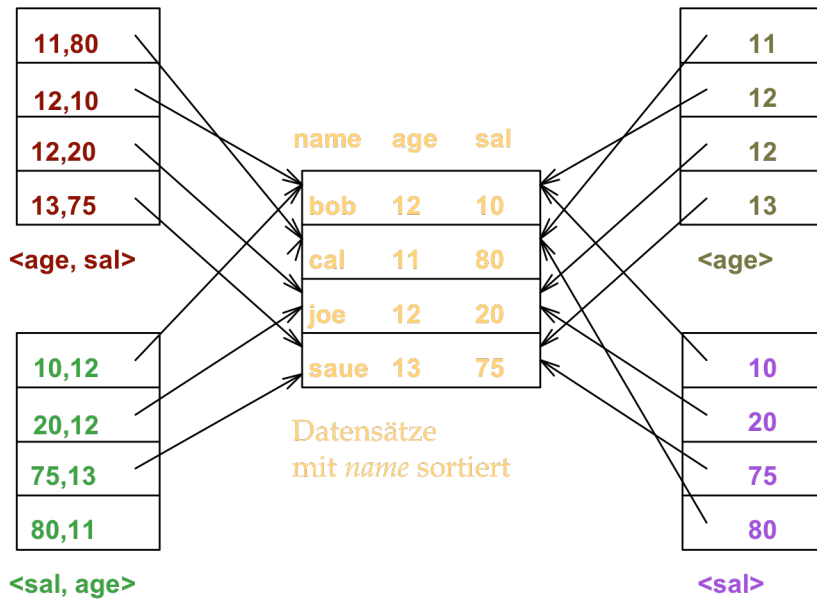 11,80
12,10
12,20
13,75
<age, sal>
10,12
20,12
75,13
80,11
<sal, age>
name age sal
bob 12 10
cal 11 80
joe 12 20
saue 13 75
Datensätze
mit name sortiert
11
12
12
13
<age>
10
20
75
80
<sal>